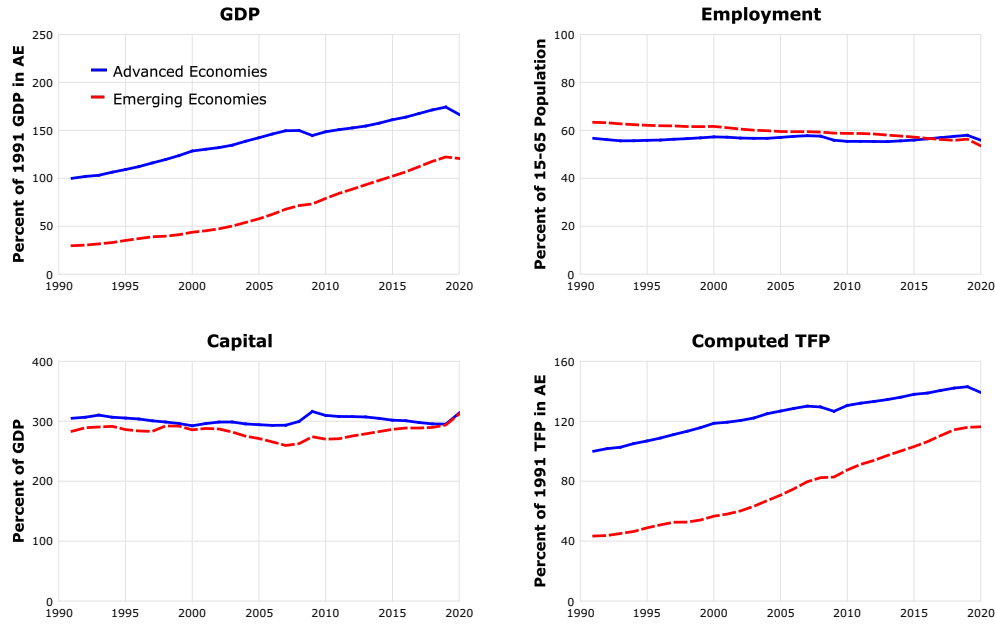 GDP
Percent of 1991 GDP in AE
250
200
150
100
50
0
Advanced Economies
Emerging Economies
1990 1995 2000 2005 2010 2015 2020
Employment
Percent of 15-65 Population
100
80
60
40
20
0
1990 1995 2000 2005 2010 2015 2020
Capital
Percent of GDP
400
300
200
100
0
1990 1995 2000 2005 2010 2015 2020
Computed TFP
Percent of 1991 TFP in AE
160
120
80
40
0
1990 1995 2000 2005 2010 2015 2020